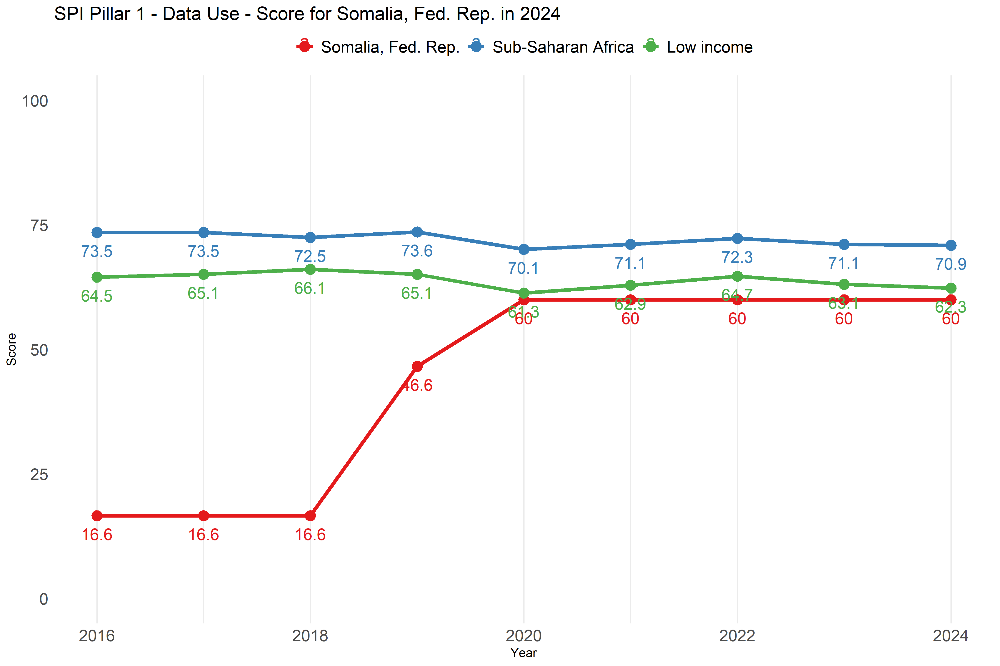 SPI Pillar 1 - Data Use - Score for Somalia, Fed. Rep. in 2024
a Somalia, Fed. Rep. a Sub-Saharan Africa a Low income
100
75
50
25
0
Score
73.5 73.5 72.5 73.6 70.1 71.1 72.3 71.1 70.9
64.5 65.1 66.1 65.1 61.3 62.9 64.7 63.1 62.3
16.6 16.6 16.6 46.6 60 60 60 60 60
2016 2018 2020 2022 2024
Year